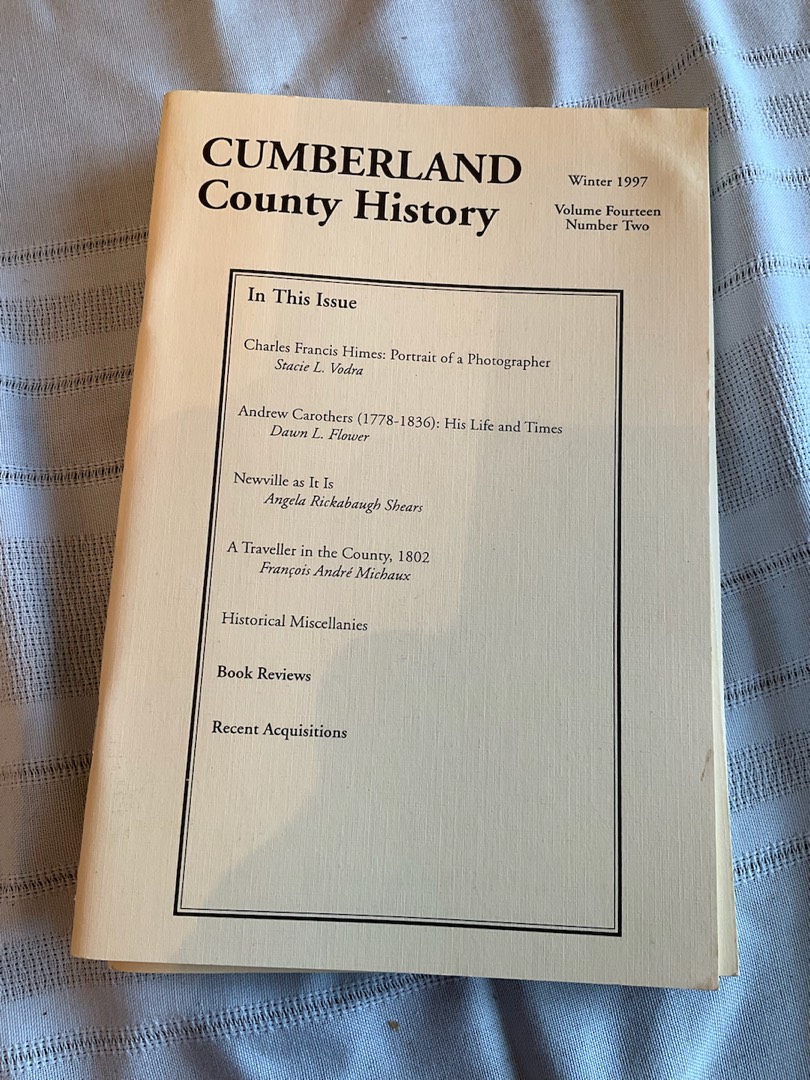 CUMBERLAND
County History
Winter 1997
Volume Fourteen
Number Two
In This Issue
Charles Francis Himes: Portrait of a Photographer
Stacie L. Vodra
Andrew Carothers (1778-1836): His Life and Times
Dawn L. Flower
Newville as It Is
Angela Rickabaugh Shears
A Traveller in the County, 1802
François André Michaux
Historical Miscellanies
Book Reviews
Recent Acquisitions